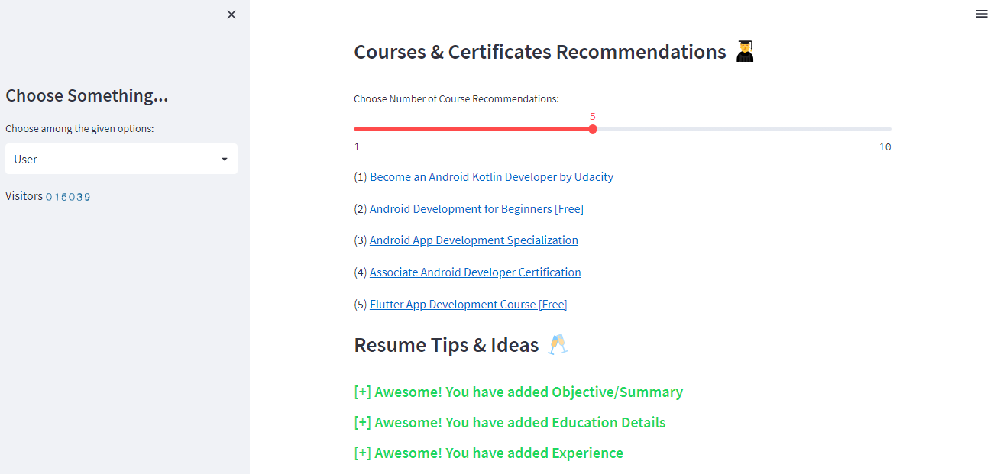 Choose Something...
Choose among the given options:
User
Visitors 015039
Courses & Certificates Recommendations
Choose Number of Course Recommendations:
5
1
10
(1) Become an Android Kotlin Developer by Udacity
(2) Android Development for Beginners [Free]
(3) Android App Development Specialization
(4) Associate Android Developer Certification
(5) Flutter App Development Course [Free]
Resume Tips & Ideas
[+] Awesome! You have added Objective/Summary
[+] Awesome! You have added Education Details
[+] Awesome! You have added Experience